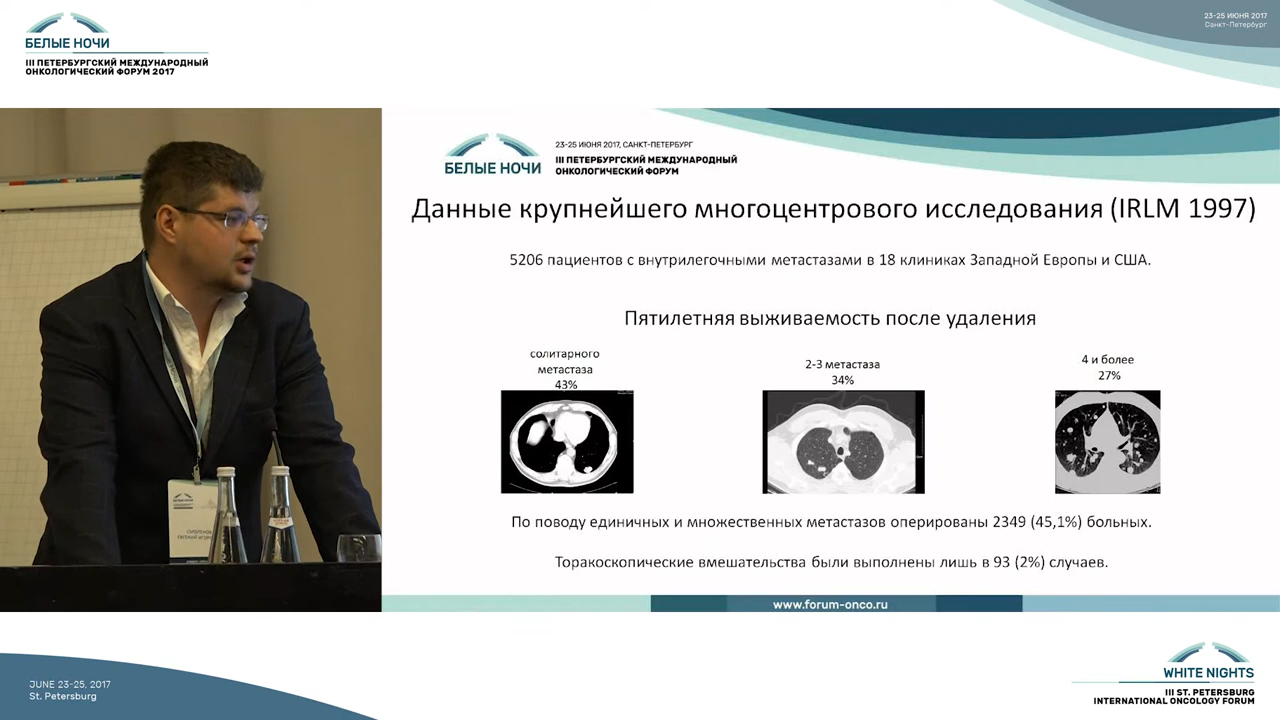 БЕЛЫЕ НОЧИ
III ПЕТЕРБУРГСКИЙ МЕЖДУНАРОДНЫЙ
ОНКОЛОГИЧЕСКИЙ ФОРУМ 2017
23-25 ИЮНЯ 2017
Санкт-Петербург
БЕЛЫЕ НОЧИ
23-25 ИЮНЯ 2017, САНКТ-ПЕТЕРБУРГ
III ПЕТЕРБУРГСКИЙ МЕЖДУНАРОДНЫЙ
ОНКОЛОГИЧЕСКИЙ ФОРУМ
Данные крупнейшего многоцентрового исследования (IRLM 1997)
5206 пациентов с внутрилегочными метастазами в 18 клиниках Западной Европы и США.
Пятилетняя выживаемость после удаления
солитарного
метастаза
43%
2-3 метастаза
34%
4 и более
27%
По поводу единичных и множественных метастазов оперированы 2349 (45,1%) больных.
Торакоскопические вмешательства были выполнены лишь в 93 (2%) случаев.
www.forum-onco.ru
JUNE 23-25, 2017
St. Petersburg
WHITE NIGHTS
III ST. PETERSBURG
INTERNATIONAL ONCOLOGY FORUM